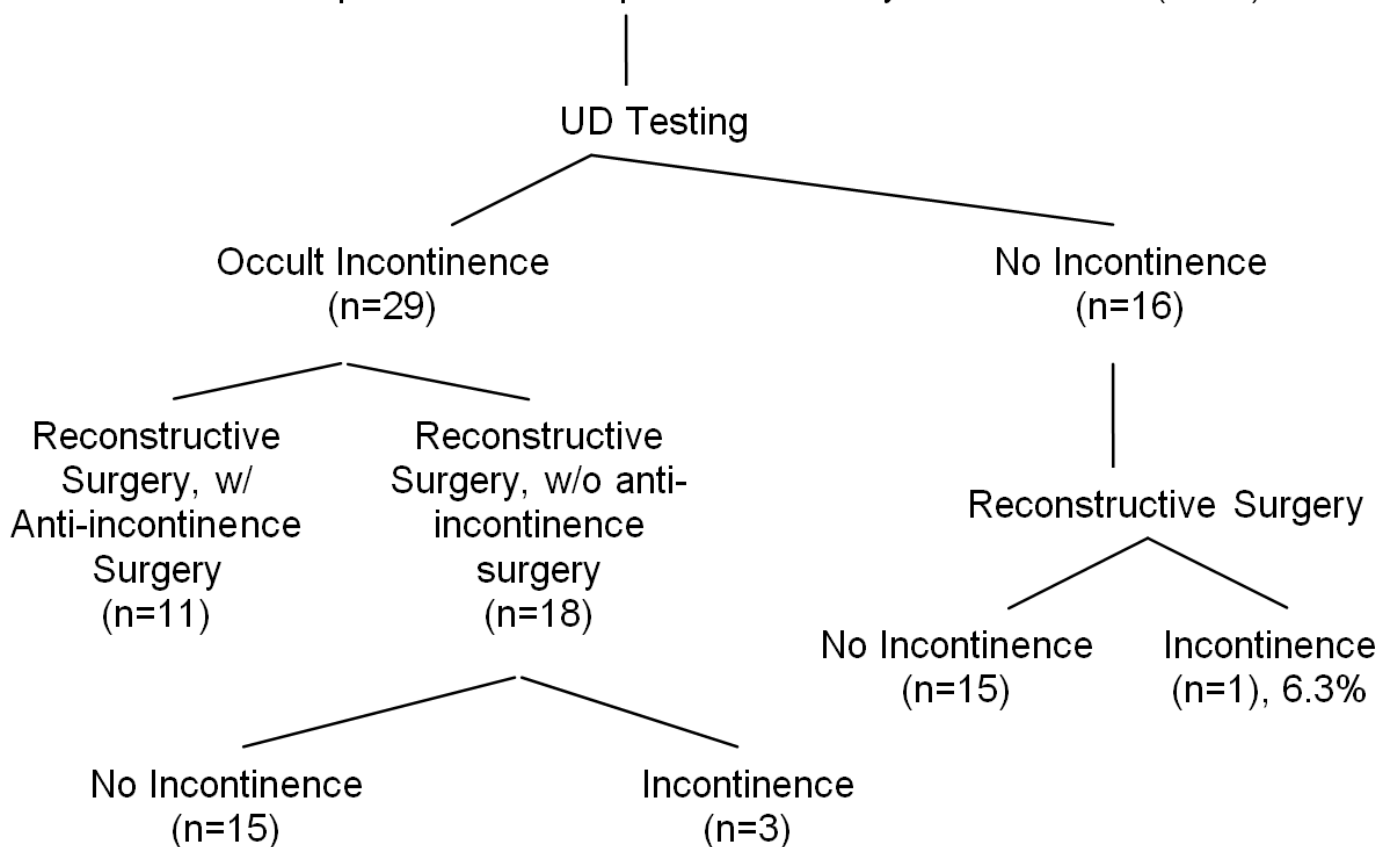 UD Testing
Occult Incontinence
(n=29)
No Incontinence
(n=16)
Reconstructive
Surgery, w/
Anti-incontinence
Surgery
(n=11)
Reconstructive
Surgery, w/o anti-
incontinence
surgery
(n=18)
Reconstructive Surgery
No Incontinence
(n=15)
Incontinence
(n=1), 6.3%
No Incontinence
(n=15)
Incontinence
(n=3)